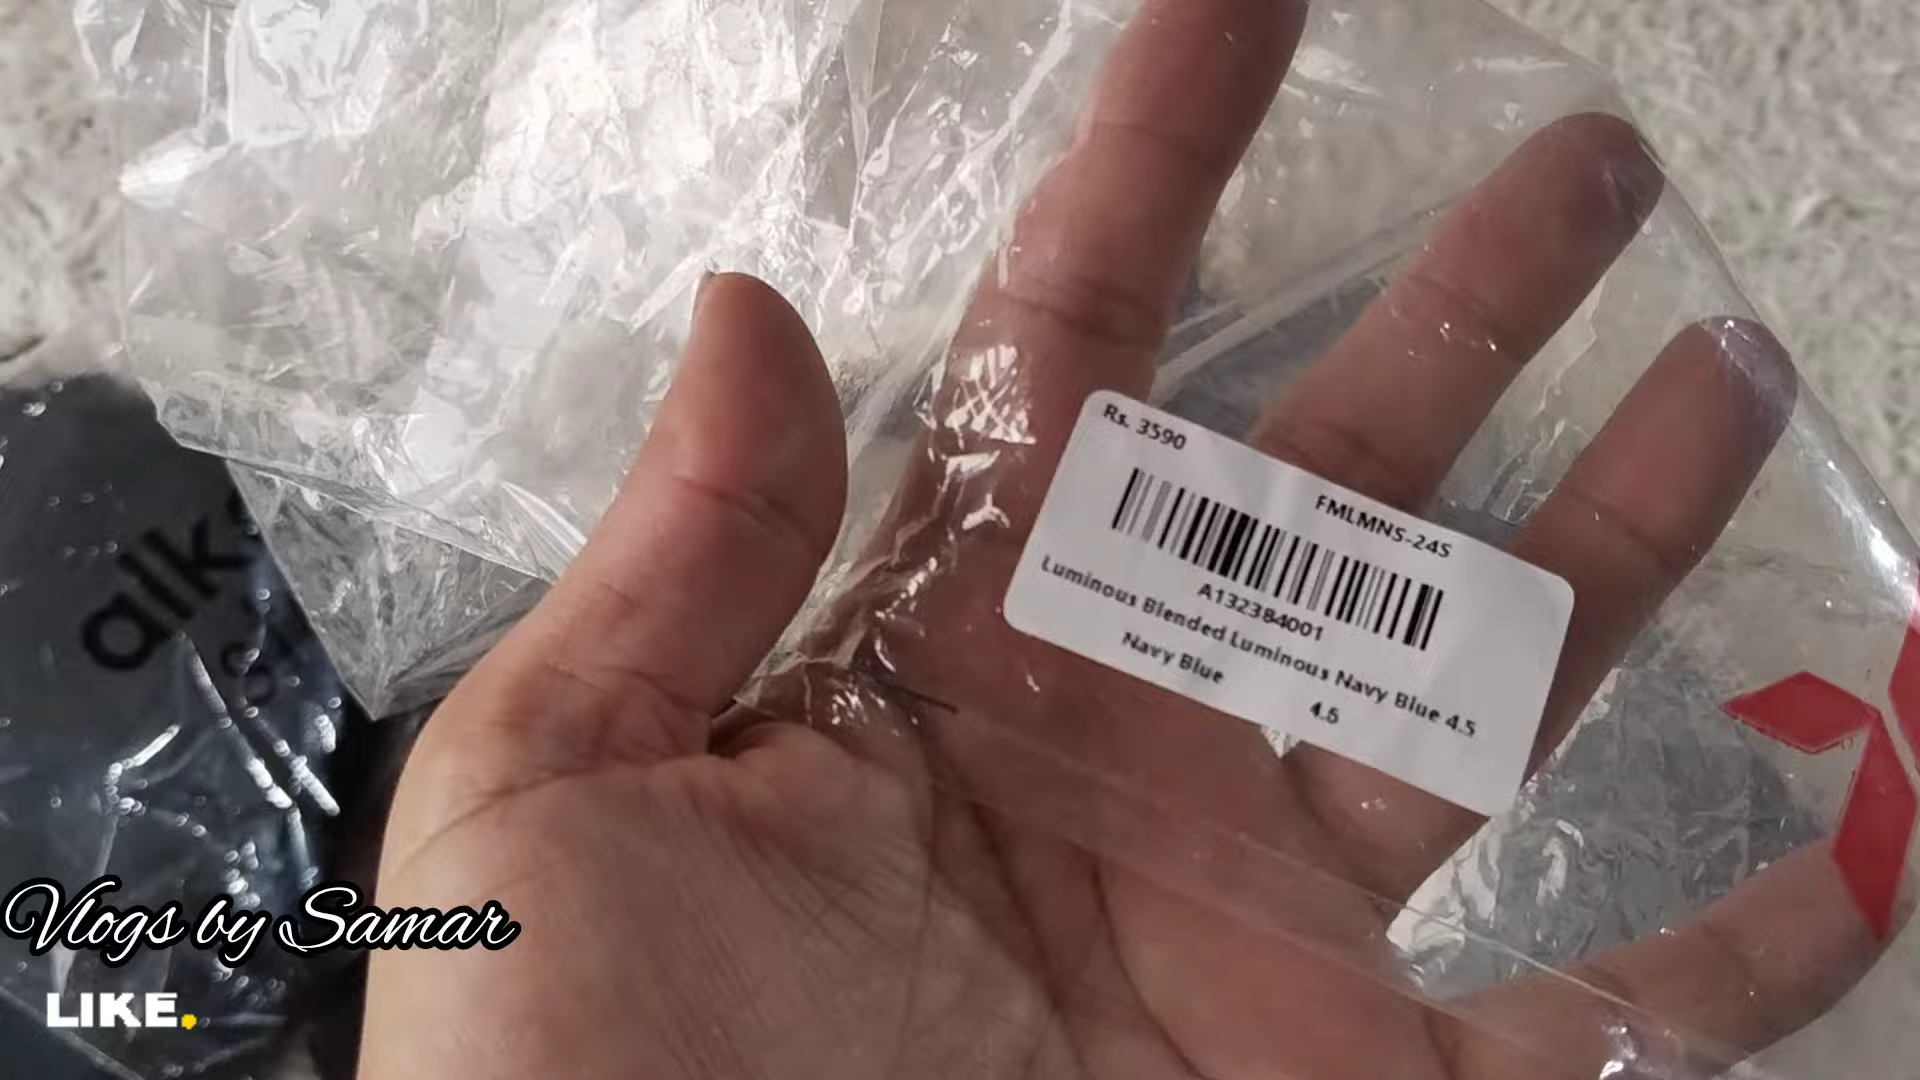 Rs. 3590
FMLMNS-24S
A132384001
Luminous Blended Luminous Navy Blue 4.5
Navy Blue
4.5
alk
Vlogs by Samar
LIKE.